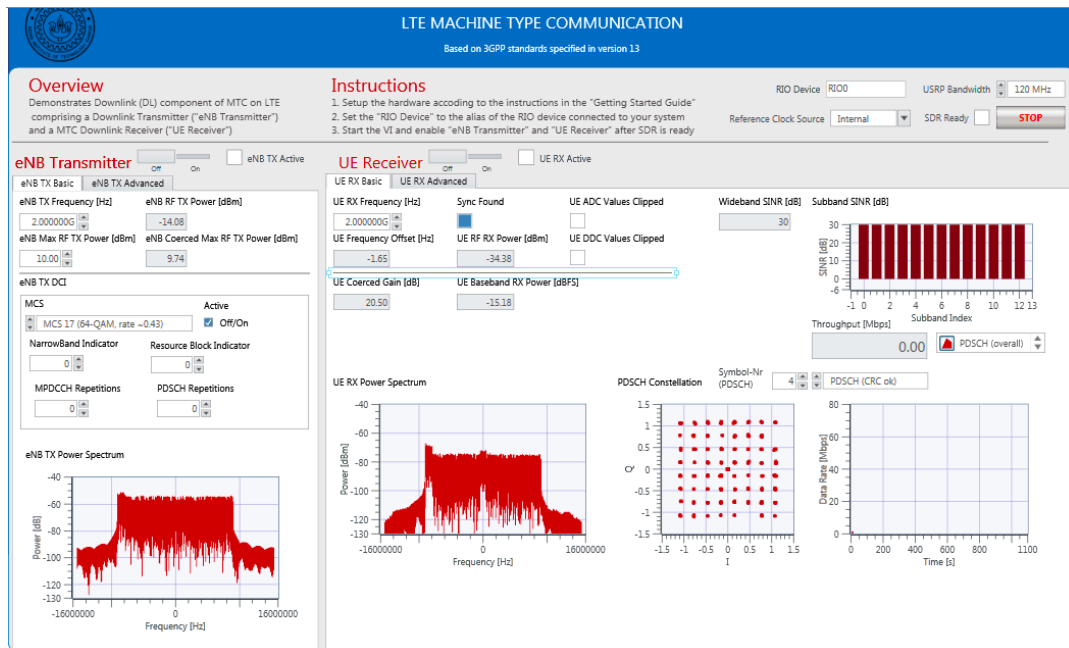 LTE MACHINE TYPE COMMUNICATION
Based on 3GPP standards specified in version 13
Overview
Demonstrates Downlink (DL) component of MTC on LTE
comprising a Downlink Transmitter ("eNB Transmitter")
and a MTC Downlink Receiver ("UE Receiver")
Instructions
1. Setup the hardware accoding to the instructions in the "Getting Started Guide"
2. Set the "RIO Device" to the alias of the RIO device connected to your system
3. Start the VI and enable "eNB Transmitter" and "UE Receiver" after SDR is ready
RIO Device RIO0 USRP Bandwidth 120 MHz
Reference Clock Source Internal SDR Ready STOP
eNB Transmitter Off On eNB TX Active
eNB TX Basic eNB TX Advanced
eNB TX Frequency [Hz] eNB RF TX Power [dBm]
2.000000G -14.08
eNB Max RF TX Power [dBm] eNB Coerced Max RF TX Power [dBm]
10.00 9.74
eNB TX DCI
MCS Active
MCS 17 (64-QAM, rate ~0.43) Off/On
NarrowBand Indicator Resource Block Indicator
0 0
MPDCCH Repetitions PDSCH Repetitions
0 0
eNB TX Power Spectrum
Power [dB]
-40
-60
-80
-100
-120
-130
-16000000 0 16000000
Frequency [Hz]
UE Receiver Off On UE RX Active
UE RX Basic UE RX Advanced
UE RX Frequency [Hz] Sync Found UE ADC Values Clipped
2.000000G
UE Frequency Offset [Hz] UE RF RX Power [dBm] UE DDC Values Clipped
-1.65 -34.38
UE Coerced Gain [dB] UE Baseband RX Power [dBFS]
20.50 -15.18
Wideband SINR [dB]
30
Subband SINR [dB]
SINR [dB]
30
20
10
0
-6
-1 0 2 4 6 8 10 12 13
Subband Index
Throughput [Mbps]
0.00 PDSCH (overall)
UE RX Power Spectrum
Power [dBm]
-40
-60
-80
-100
-120
-130
-16000000 0 16000000
Frequency [Hz]
PDSCH Constellation Symbol-Nr (PDSCH) 4 PDSCH (CRC ok)
Q
1.5
1
0.5
0
-0.5
-1
-1.5
-1.5 -1 -0.5 0 0.5 1 1.5
I
Data Rate [Mbps]
80
60
40
20
0
0 200 400 600 800 1100
Time [s]